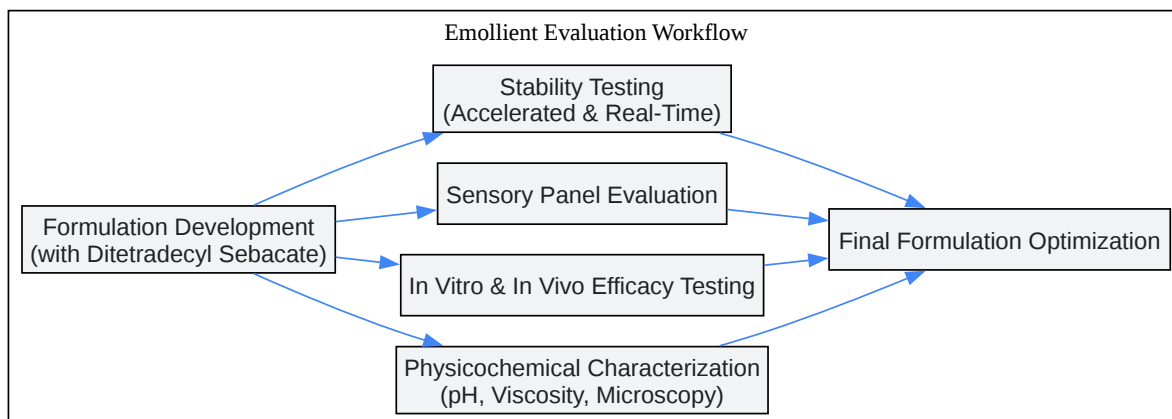 Emollient Evaluation Workflow
Stability Testing
(Accelerated & Real-Time)
Sensory Panel Evaluation
Formulation Development
(with Ditetradecyl Sebacate)
Final Formulation Optimization
In Vitro & In Vivo Efficacy Testing
Physicochemical Characterization
(pH, Viscosity, Microscopy)